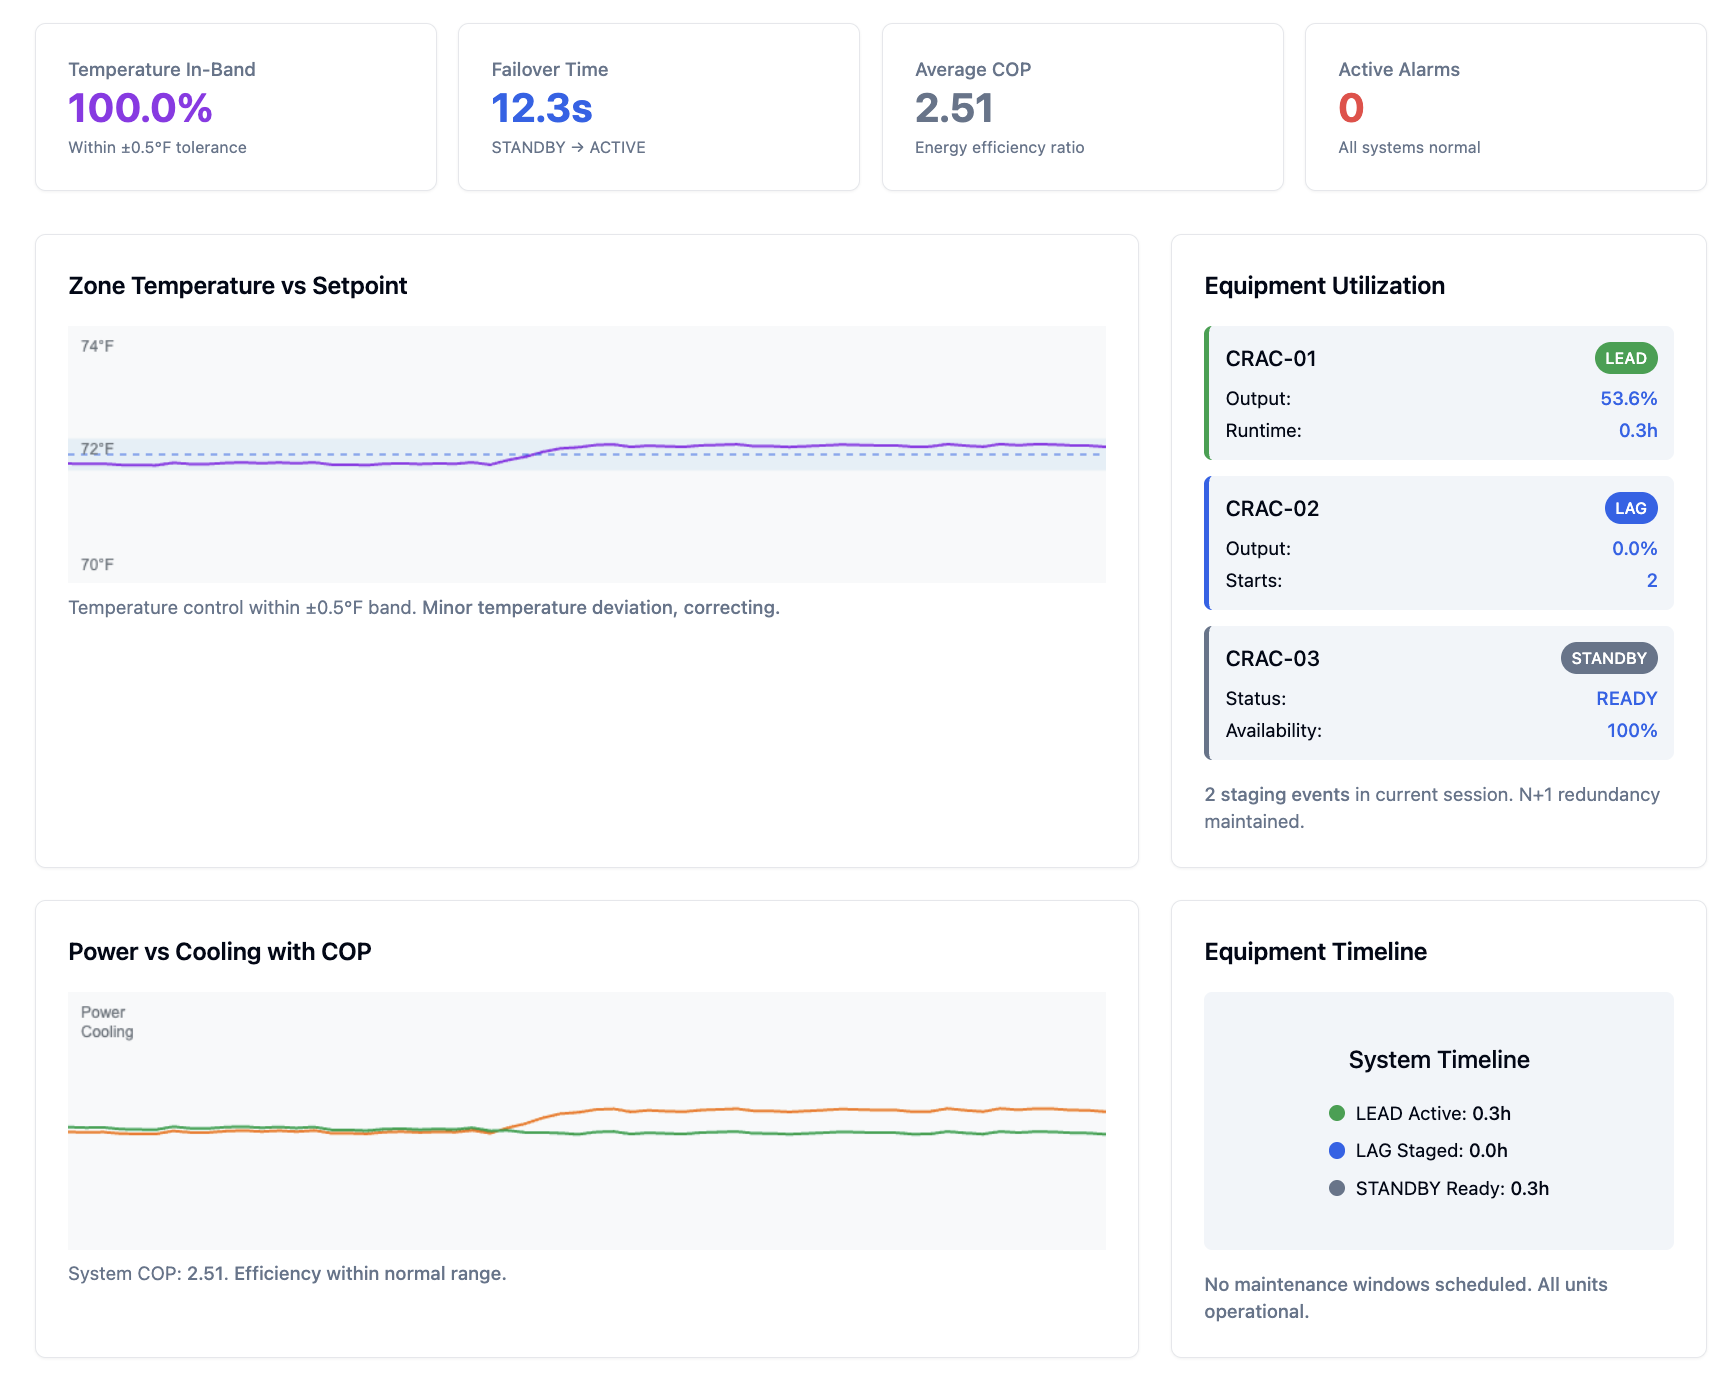 Temperature In-Band
100.0%
Within ±0.5°F tolerance
Failover Time
12.3s
STANDBY → ACTIVE
Average COP
2.51
Energy efficiency ratio
Active Alarms
0
All systems normal
Zone Temperature vs Setpoint
74°F
72°F
70°F
Temperature control within ±0.5°F band. Minor temperature deviation, correcting.
Equipment Utilization
CRAC-01
LEAD
Output: 53.6%
Runtime: 0.3h
CRAC-02
LAG
Output: 0.0%
Starts: 2
CRAC-03
STANDBY
Status: READY
Availability: 100%
2 staging events in current session. N+1 redundancy
maintained.
Power vs Cooling with COP
Power
Cooling
System COP: 2.51. Efficiency within normal range.
Equipment Timeline
System Timeline
LEAD Active: 0.3h
LAG Staged: 0.0h
STANDBY Ready: 0.3h
No maintenance windows scheduled. All units
operational.